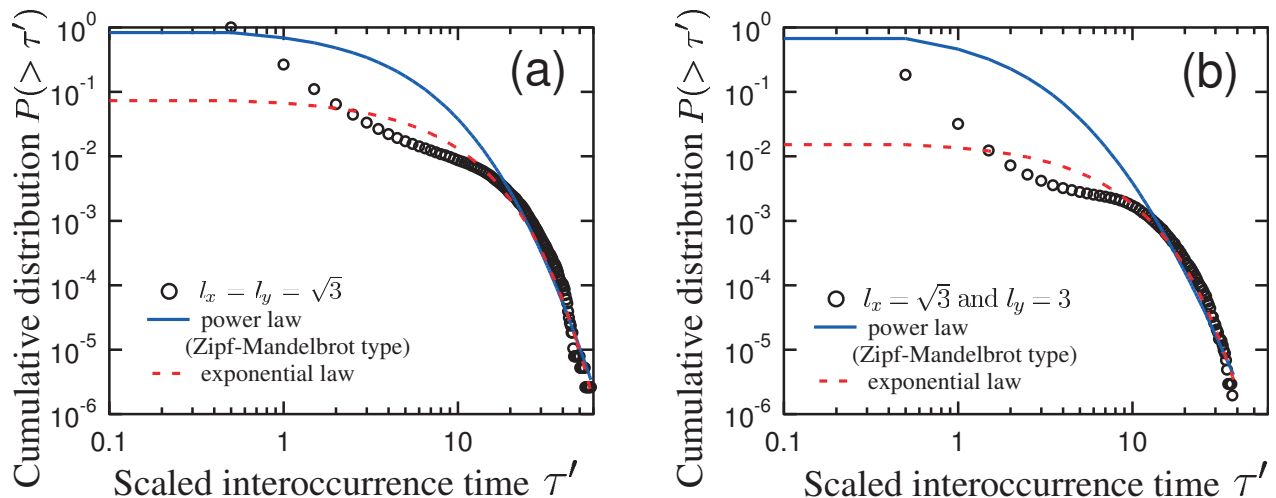 Cumulative distribution P(> τ′)
10^0
10^-1
10^-2
10^-3
10^-4
10^-5
10^-6
(a)
l_x = l_y = √3
power law
(Zipf-Mandelbrot type)
exponential law
0.1 1 10
Scaled interoccurrence time τ′
Cumulative distribution P(> τ′)
10^0
10^-1
10^-2
10^-3
10^-4
10^-5
10^-6
(b)
l_x = √3 and l_y = 3
power law
(Zipf-Mandelbrot type)
exponential law
0.1 1 10
Scaled interoccurrence time τ′